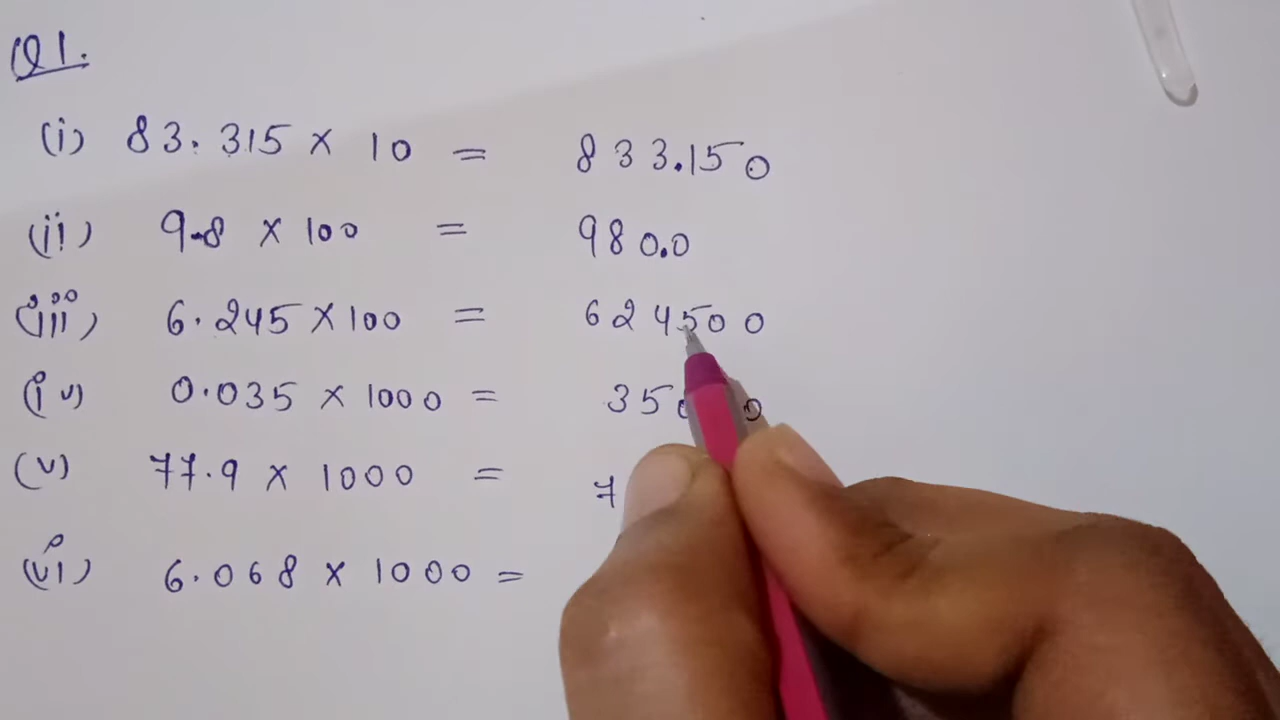 Q1.
(i) 83.315 × 10 = 833.150
(ii) 9.8 × 100 = 980.0
(iii) 6.245 × 100 = 624500
(iv) 0.035 × 1000 = 35
(v) 77.9 × 1000 = 7
(vi) 6.068 × 1000 =